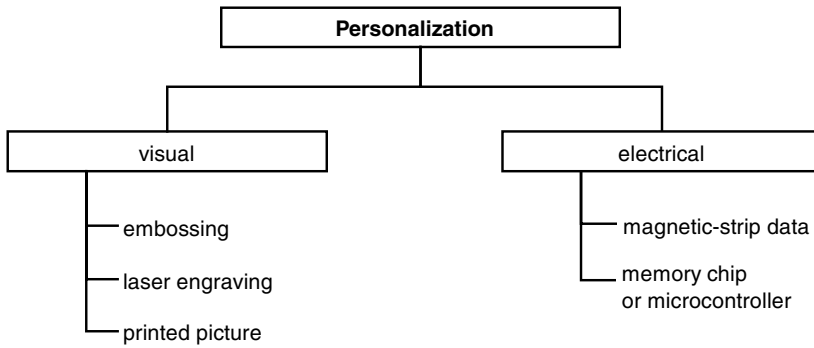 Personalization
visual
electrical
embossing
laser engraving
printed picture
magnetic-strip data
memory chip
or microcontroller